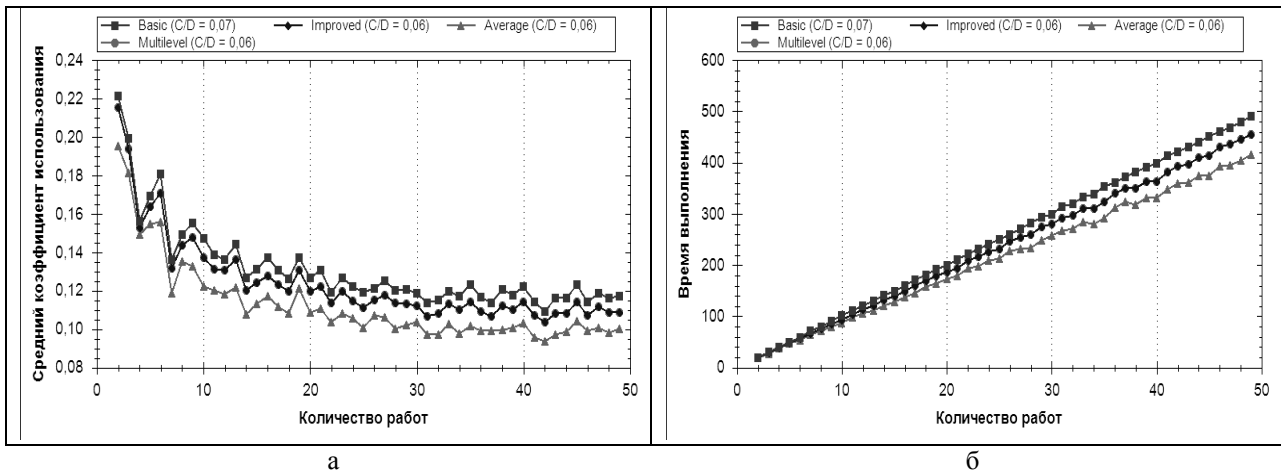 Basic (C/D = 0,07) Improved (C/D = 0,06) Average (C/D = 0,06)
Multilevel (C/D = 0,06)
Средний коэффициент использования
0,24
0,22
0,20
0,18
0,16
0,14
0,12
0,10
0,08
0 10 20 30 40 50
Количество работ
а
Basic (C/D = 0,07) Improved (C/D = 0,06) Average (C/D = 0,06)
Multilevel (C/D = 0,06)
Время выполнения
600
500
400
300
200
100
0
0 10 20 30 40 50
Количество работ
б